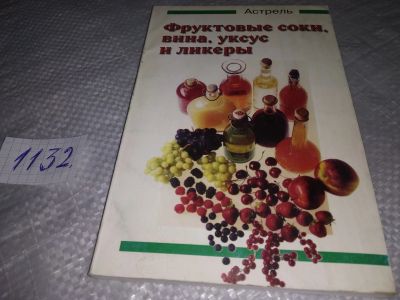 Астрель
Фруктовые соки,
вина, уксус
и ликеры
1132